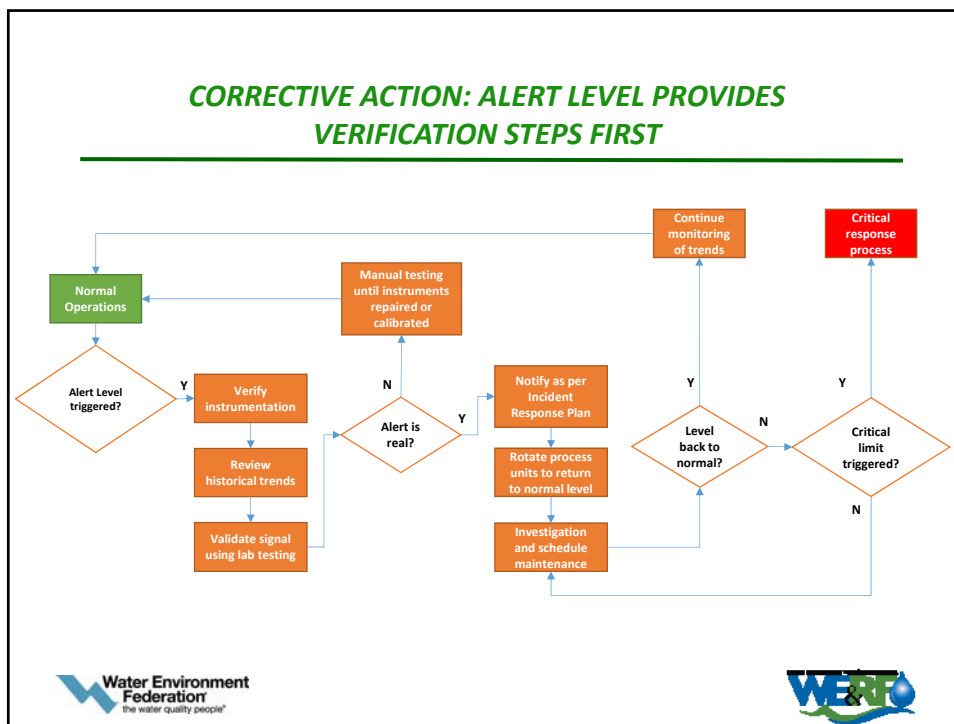 CORRECTIVE ACTION: ALERT LEVEL PROVIDES
VERIFICATION STEPS FIRST
Continue
monitoring
of trends
Critical
response
process
Normal
Operations
Manual testing
until instruments
repaired or
calibrated
Alert Level
triggered?
Y
Verify
instrumentation
Review
historical trends
Validate signal
using lab testing
N
Alert is
real?
Y
Notify as per
Incident
Response Plan
Rotate process
units to return
to normal level
Investigation
and schedule
maintenance
Y
Level
back to
normal?
N
Y
Critical
limit
triggered?
N
Water Environment
Federation®
the water quality people®
WE&RF